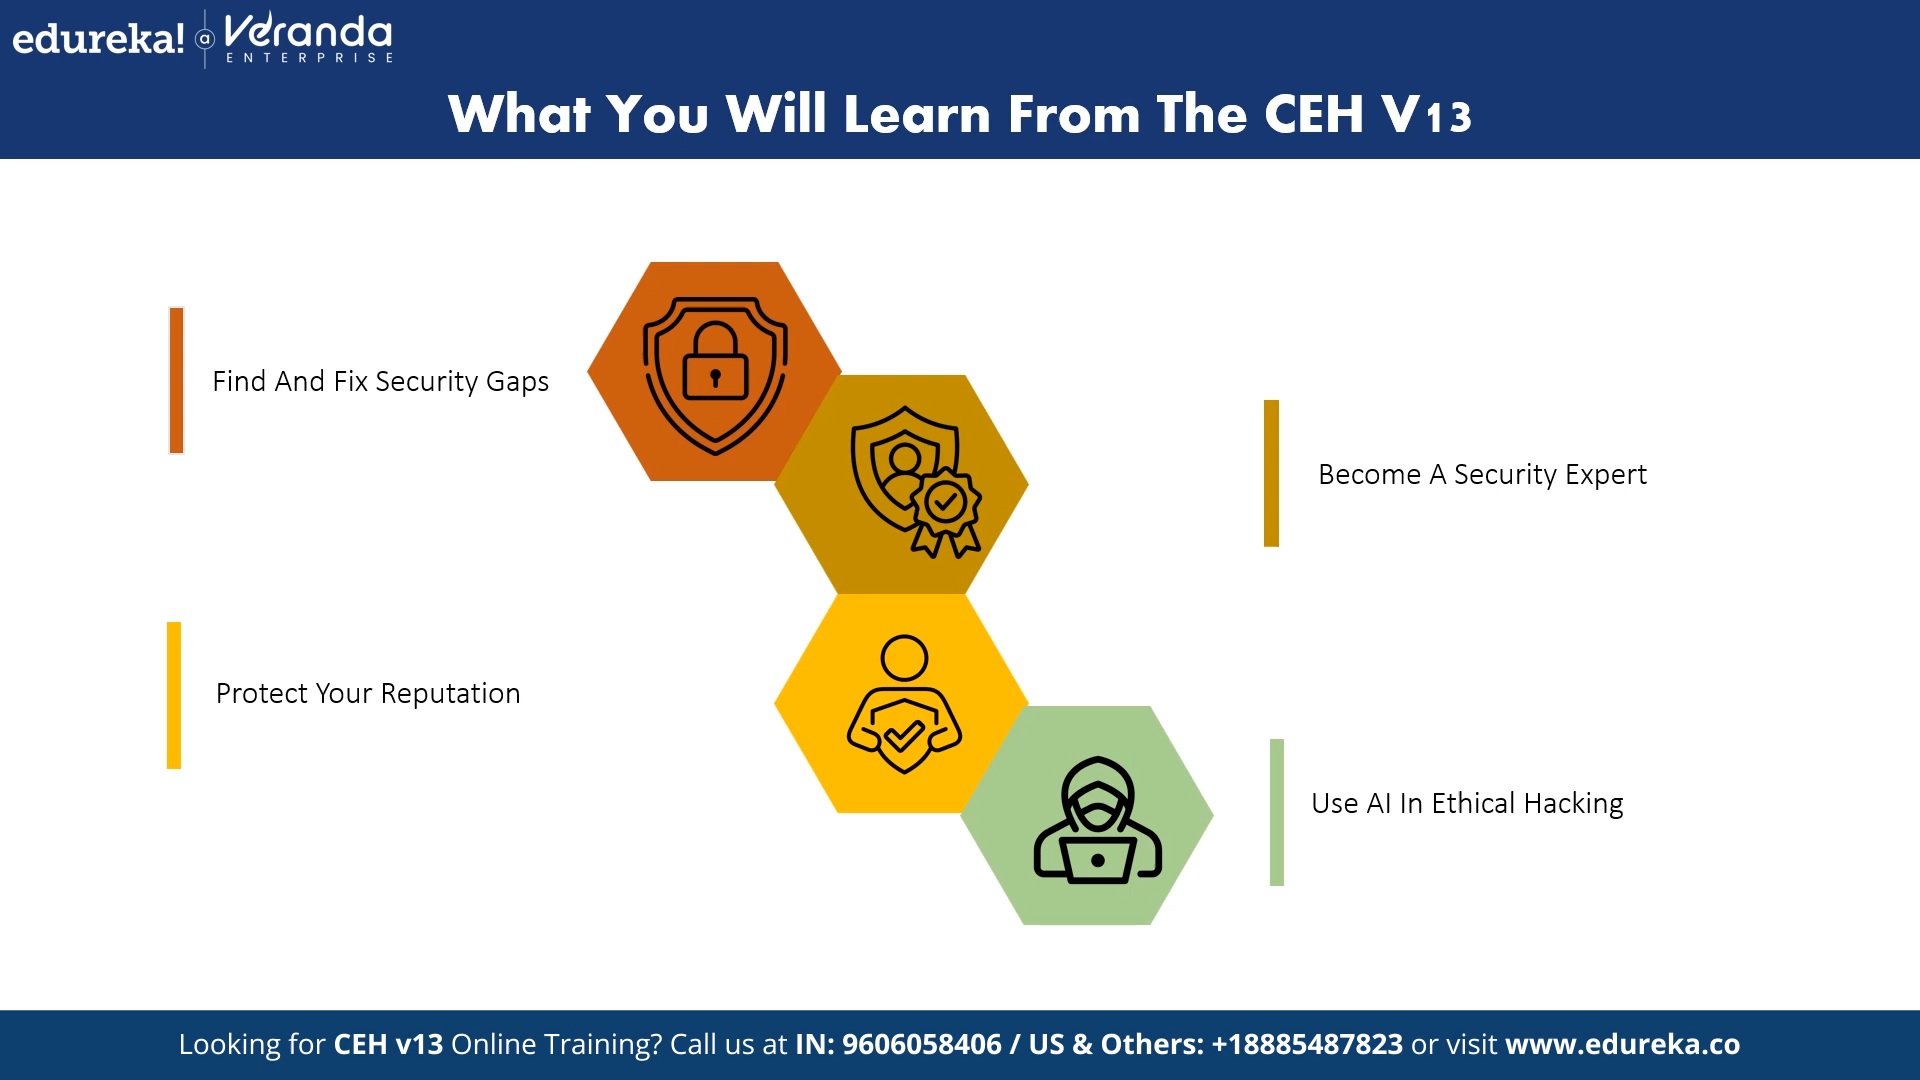 edureka! a Veranda
ENTERPRISE
What You Will Learn From The CEH V13
Find And Fix Security Gaps
Become A Security Expert
Protect Your Reputation
Use AI In Ethical Hacking
Looking for CEH v13 Online Training? Call us at IN: 9606058406 / US & Others: +18885487823 or visit www.edureka.co